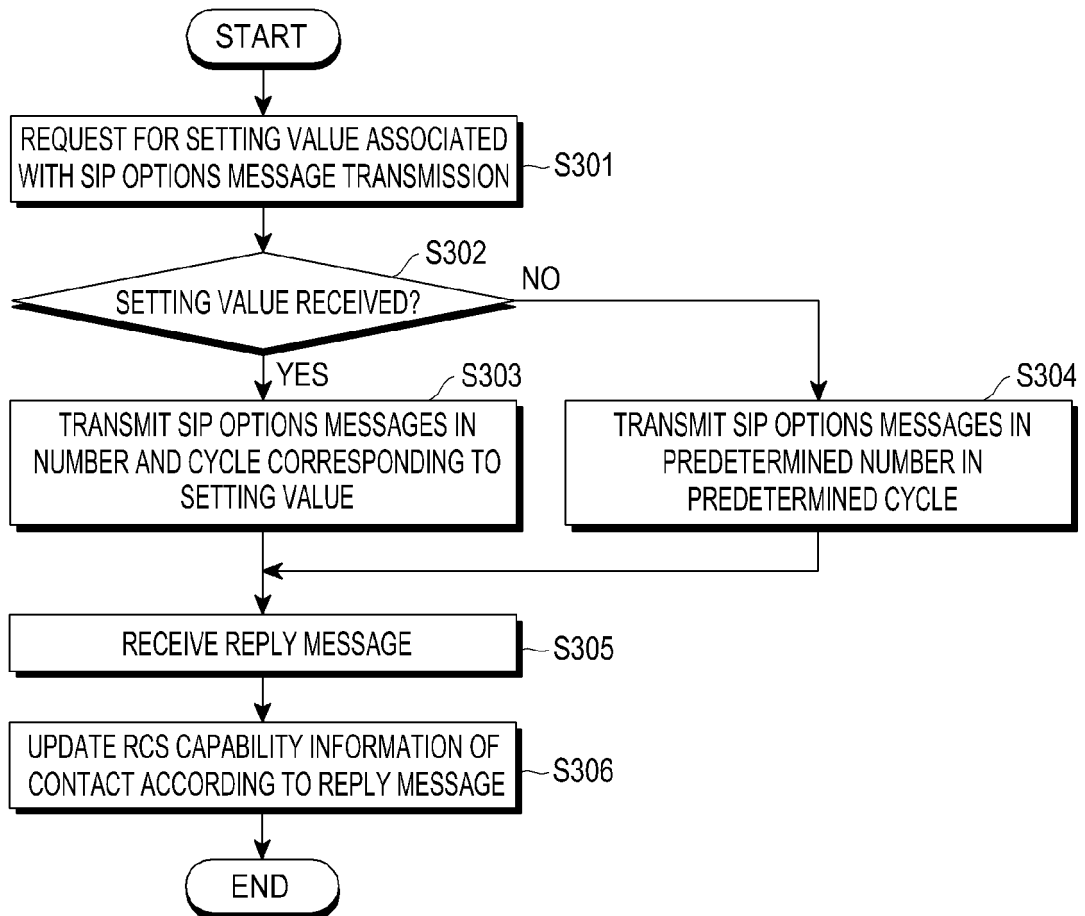 START
REQUEST FOR SETTING VALUE ASSOCIATED
WITH SIP OPTIONS MESSAGE TRANSMISSION
S301
S302
SETTING VALUE RECEIVED?
NO
YES
S303
TRANSMIT SIP OPTIONS MESSAGES IN
NUMBER AND CYCLE CORRESPONDING TO
SETTING VALUE
S304
TRANSMIT SIP OPTIONS MESSAGES IN
PREDETERMINED NUMBER IN
PREDETERMINED CYCLE
RECEIVE REPLY MESSAGE
S305
UPDATE RCS CAPABILITY INFORMATION OF
CONTACT ACCORDING TO REPLY MESSAGE
S306
END